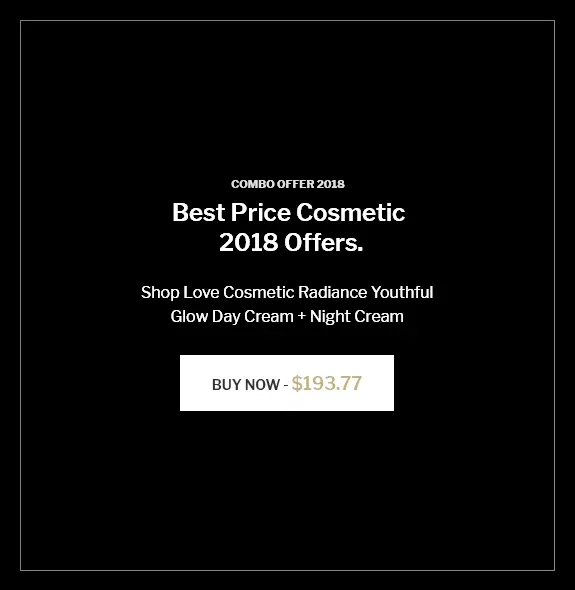 COMBO OFFER 2018
Best Price Cosmetic
2018 Offers.
Shop Love Cosmetic Radiance Youthful
Glow Day Cream + Night Cream
BUY NOW - $193.77